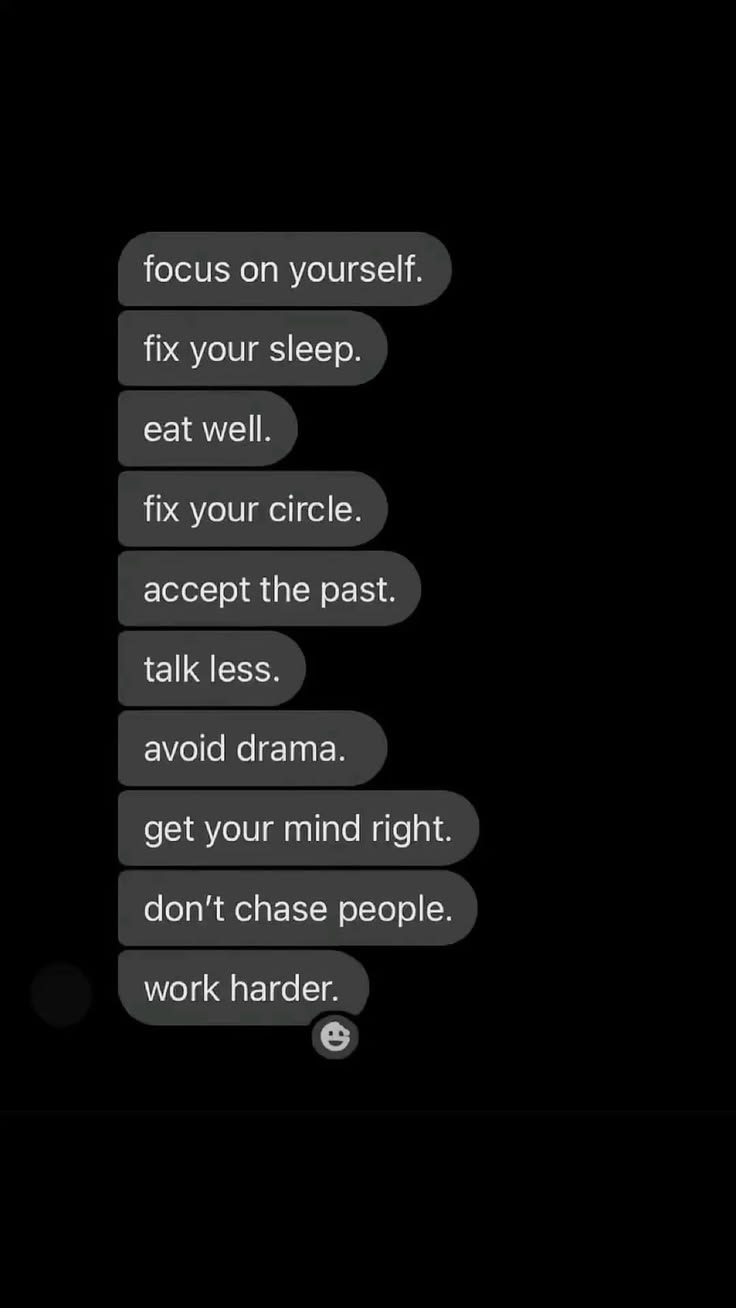 focus on yourself.
fix your sleep.
eat well.
fix your circle.
accept the past.
talk less.
avoid drama.
get your mind right.
don’t chase people.
work harder.